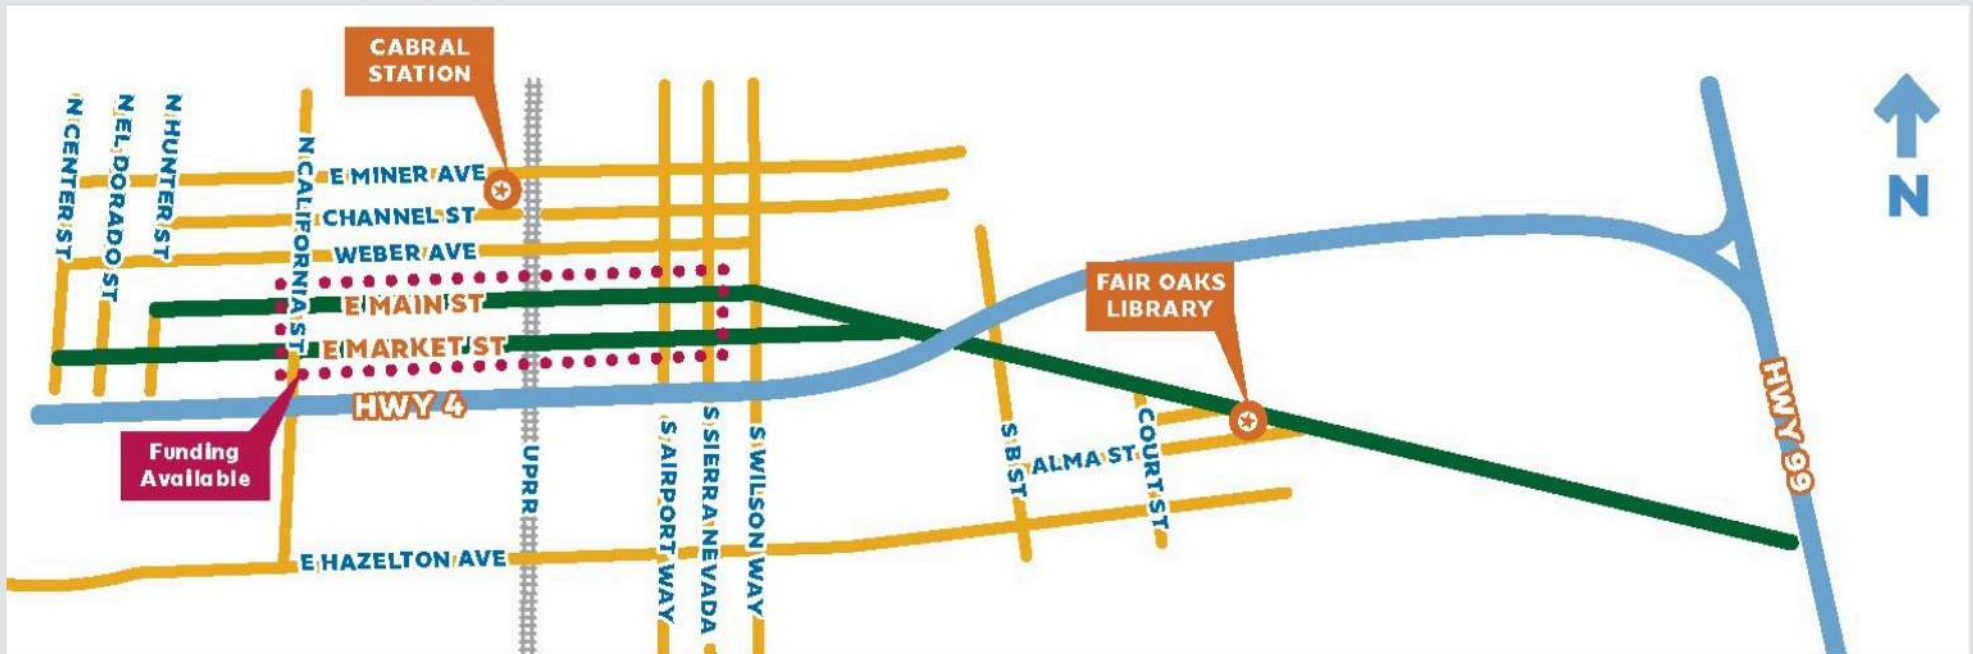 CABRAL
STATION
N CENTER ST
N EL DORADO ST
N HUNTER ST
N CALIFORNIA ST
E MINER AVE
CHANNEL ST
WEBER AVE
E MAIN ST
E MARKET ST
HWY 4
Funding
Available
UPRR
S AIRPORT WAY
S SIERRA NEVADA
S WILSON WAY
E HAZELTON AVE
S B ST
ALMA ST
COURT ST
FAIR OAKS
LIBRARY
HWY 99
N